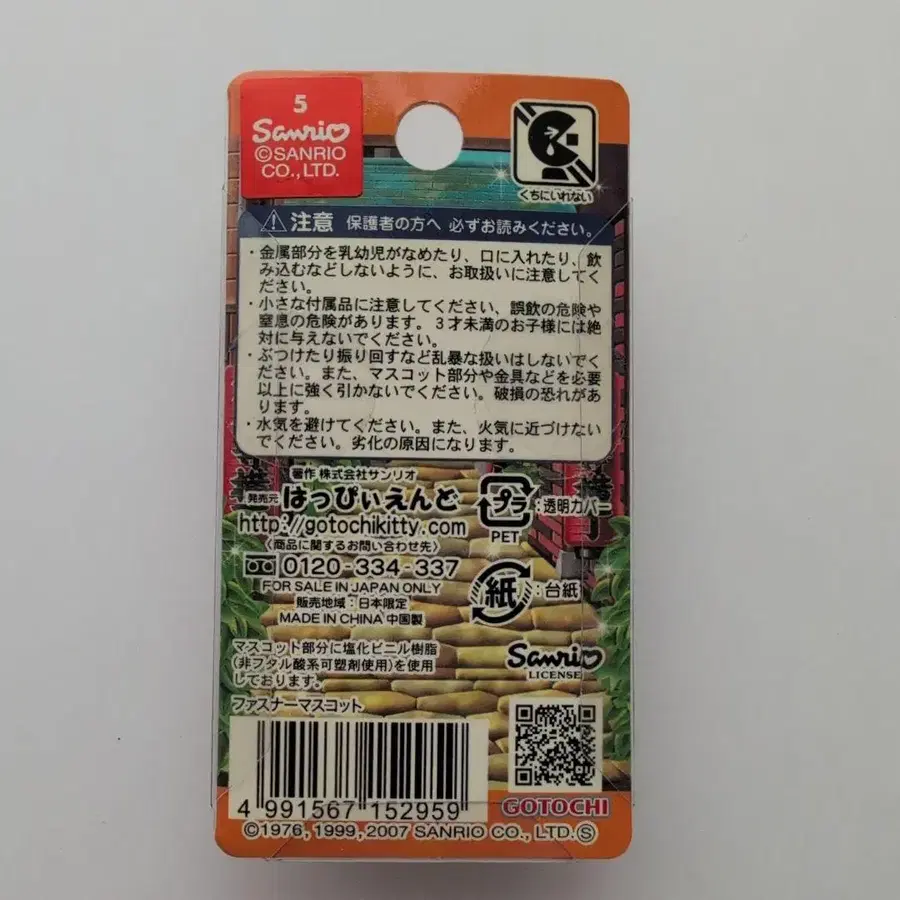 5
Sanrio
©SANRIO
CO.,LTD.
くちにいれない
注意 保護者の方へ 必ずお読みください。
・金属部分を乳幼児がなめたり、口に入れたり、飲
み込むなどしないように、お取扱いに注意してく
ださい。
・小さな付属品に注意してください、誤飲の危険や
窒息の危険があります。3才未満のお子様には絶
対に与えないでください。
・ぶつけたり振り回すなど乱暴な扱いはしないでく
ださい。また、マスコット部分や金具などを必要
以上に強く引かないでください。破損の恐れがあ
ります。
・水気を避けてください。また、火気に近づけない
でください。劣化の原因になります。
著作 株式会社サンリオ
発売元 はっぴぃえんど
http://gotochikitty.com
〈商品に関するお問い合わせ先〉
0120-334-337
FOR SALE IN JAPAN ONLY
販売地域：日本限定
MADE IN CHINA 中国製
プラ：透明カバー
PET
紙：台紙
マスコット部分に塩化ビニル樹脂
(非フタル酸系可塑剤使用)を使用
しております。
ファスナーマスコット
Sanrio
LICENSE
4 991567 152959
GOTOCHI
©1976, 1999, 2007 SANRIO CO., LTD. Ⓢ